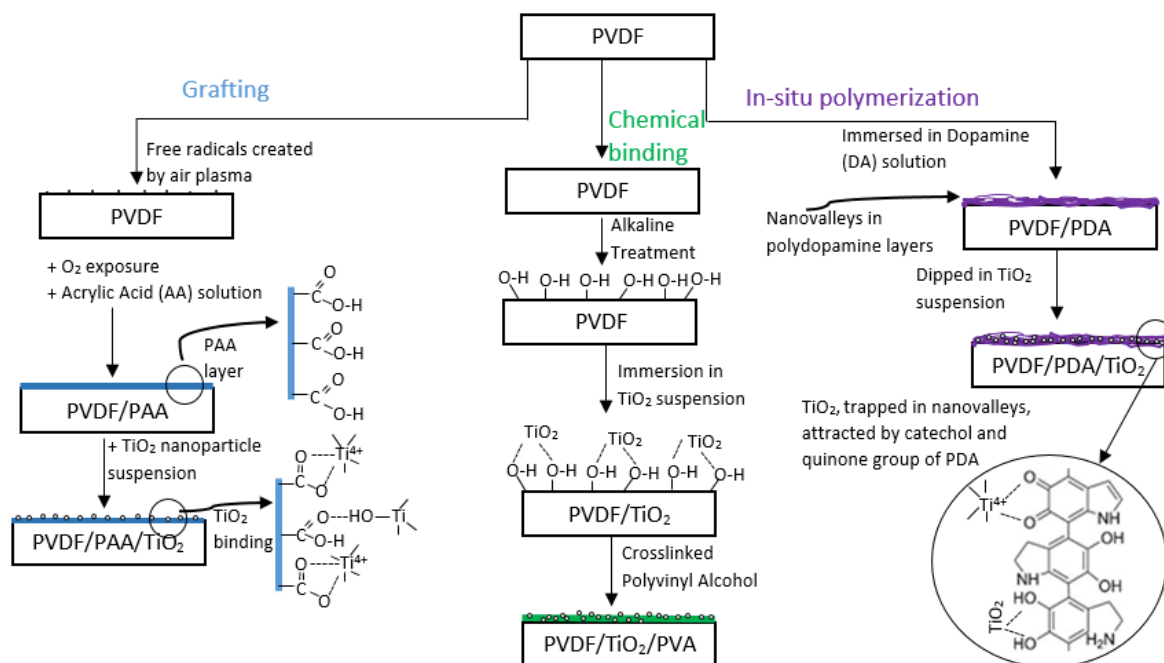 PVDF
Grafting
Free radicals created
by air plasma
PVDF
+ O₂ exposure
+ Acrylic Acid (AA) solution
PAA
layer
O
C
O-H
O
C
O-H
O
C
O-H
PVDF/PAA
+ TiO₂ nanoparticle
suspension
TiO₂
binding
PVDF/PAA/TiO₂
O
Ti⁴⁺
C
O
O
HO
Ti
C
O-H
O
Ti⁴⁺
C
O
Chemical
binding
PVDF
Alkaline
Treatment
O-H O-H O-H O-H O-H O-H
PVDF
Immersion in
TiO₂ suspension
TiO₂ TiO₂ TiO₂
O-H O-H O-H O-H O-H O-H
PVDF/TiO₂
Crosslinked
Polyvinyl Alcohol
PVDF/TiO₂/PVA
In-situ polymerization
Immersed in Dopamine
(DA) solution
Nanovalleys in
polydopamine layers
PVDF/PDA
Dipped in TiO₂
suspension
PVDF/PDA/TiO₂
TiO₂, trapped in nanovalleys,
attracted by catechol and
quinone group of PDA
O
Ti⁴⁺
O
NH
OH
NH
OH
HO
TiO₂
HO
H₂N